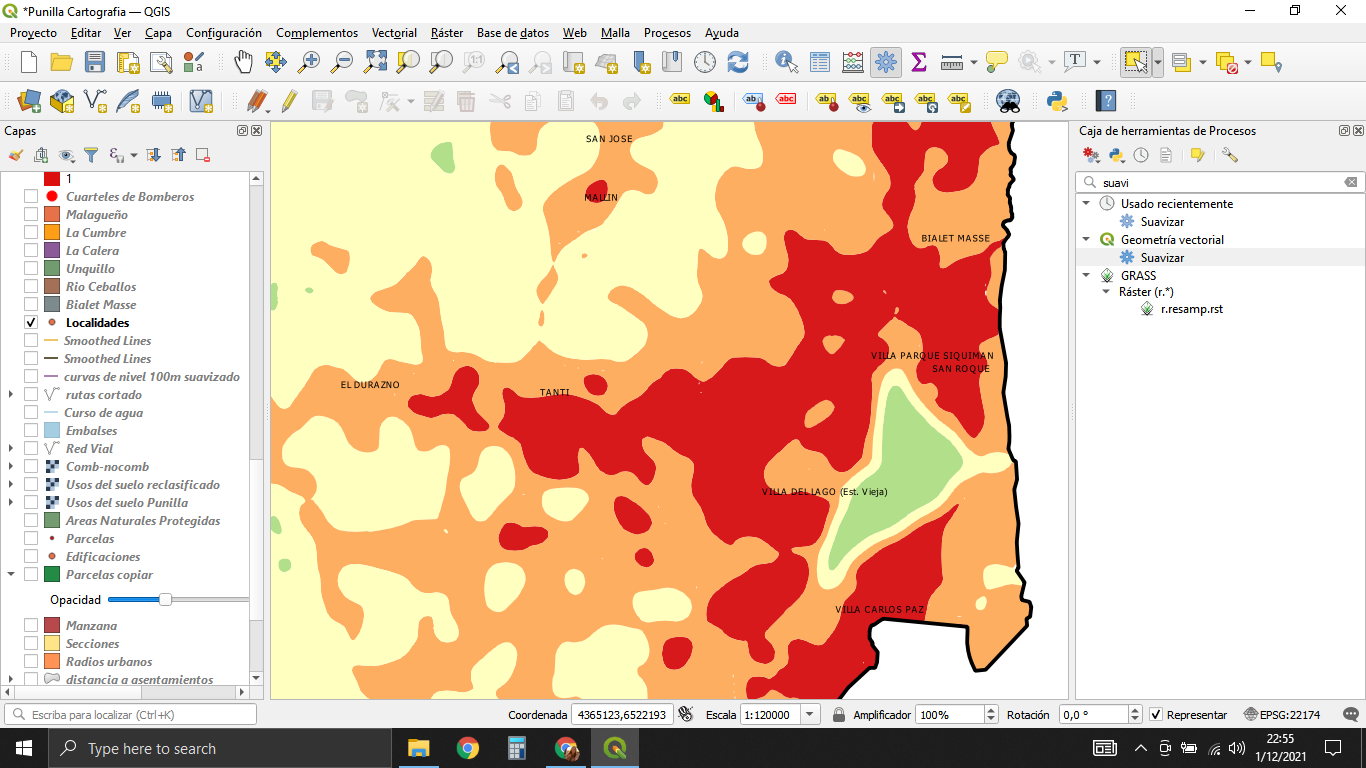 *Punilla Cartografia — QGIS
Proyecto Editar Ver Capa Configuración Complementos Vectorial Ráster Base de datos Web Malla Procesos Ayuda
Capas
1
Cuarteles de Bomberos
Malagueño
La Cumbre
La Calera
Unquillo
Rio Ceballos
Bialet Masse
Localidades
Smoothed Lines
Smoothed Lines
curvas de nivel 100m suavizado
rutas cortado
Curso de agua
Embalses
Red Vial
Comb-nocomb
Usos del suelo reclasificado
Usos del suelo Punilla
Areas Naturales Protegidas
Parcelas
Edificaciones
Parcelas copiar
Opacidad
Manzana
Secciones
Radios urbanos
distancia a asentamientos
SAN JOSE
MALLIN
BIALET MASSE
VILLA PARQUE SIQUIMAN
SAN ROQUE
EL DURAZNO
TANTI
VILLA DEL LAGO (Est. Vieja)
VILLA CARLOS PAZ
Caja de herramientas de Procesos
suavi
Usado recientemente
Suavizar
Geometría vectorial
Suavizar
GRASS
Ráster (r.*)
r.resamp.rst
Escriba para localizar (Ctrl+K)
Coordenada 4365123,6522193 Escala 1:120000 Amplificador 100% Rotación 0,0 ° Representar EPSG:22174
Type here to search
22:55
1/12/2021